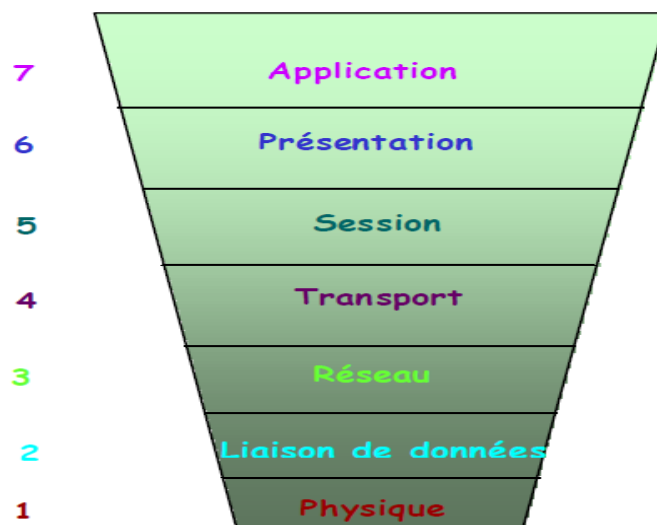 7 Application
6 Présentation
5 Session
4 Transport
3 Réseau
2 Liaison de données
1 Physique